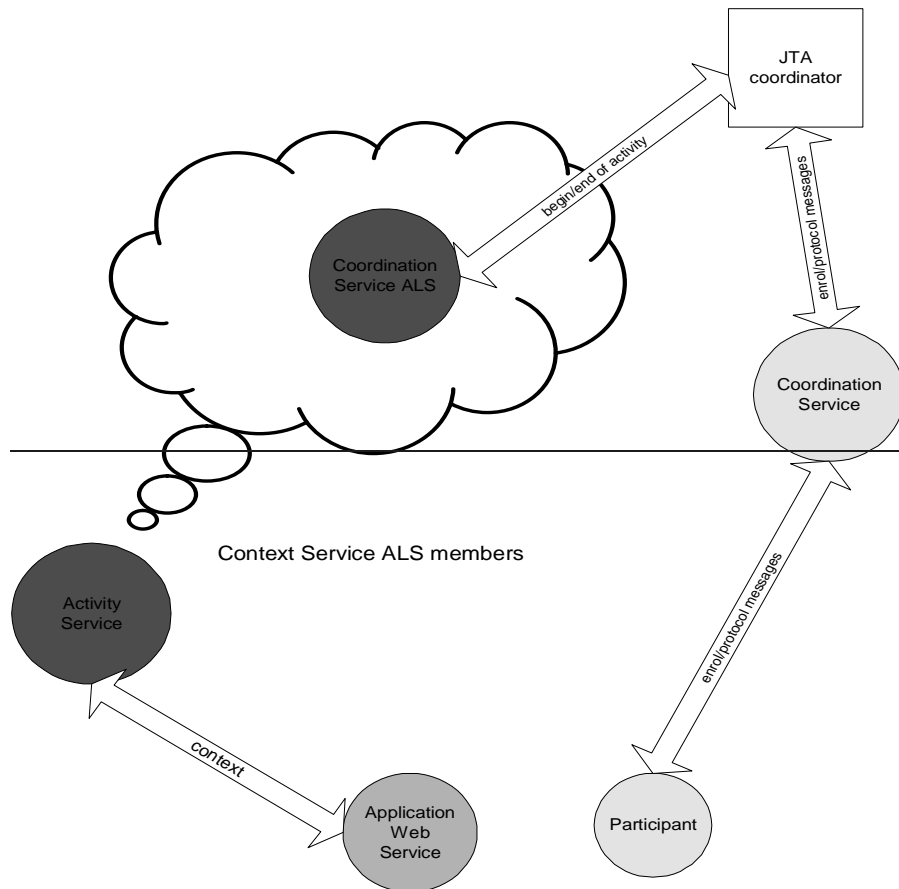 JTA
coordinator
begin/end of activity
enrol/protocol messages
Coordination
Service ALS
Coordination
Service
Context Service ALS members
enrol/protocol messages
Activity
Service
context
Application
Web
Service
Participant